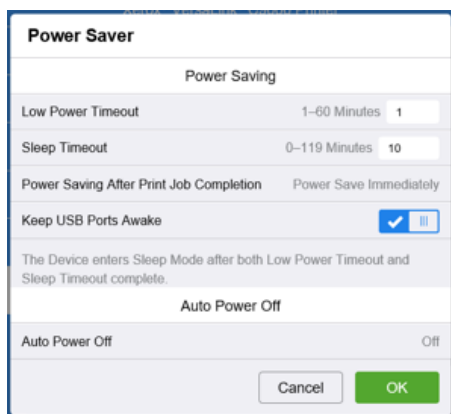 Power Saver
Power Saving
Low Power Timeout 1–60 Minutes 1
Sleep Timeout 0–119 Minutes 10
Power Saving After Print Job Completion Power Save Immediately
Keep USB Ports Awake
The Device enters Sleep Mode after both Low Power Timeout and
Sleep Timeout complete.
Auto Power Off
Auto Power Off Off
Cancel OK